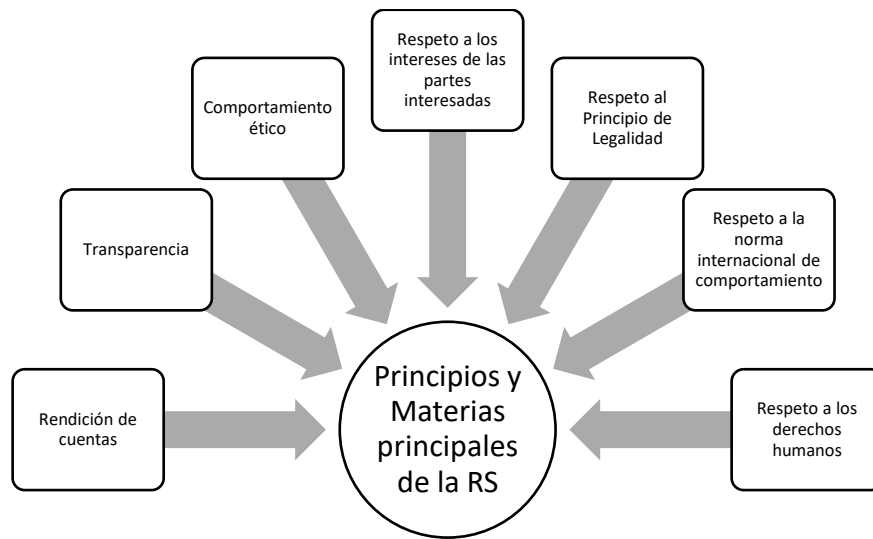 Respeto a los
intereses de las
partes
interesadas
Comportamiento
ético
Respeto al
Principio de
Legalidad
Transparencia
Respeto a la
norma
internacional de
comportamiento
Rendición de
cuentas
Principios y
Materias
principales
de la RS
Respeto a los
derechos
humanos